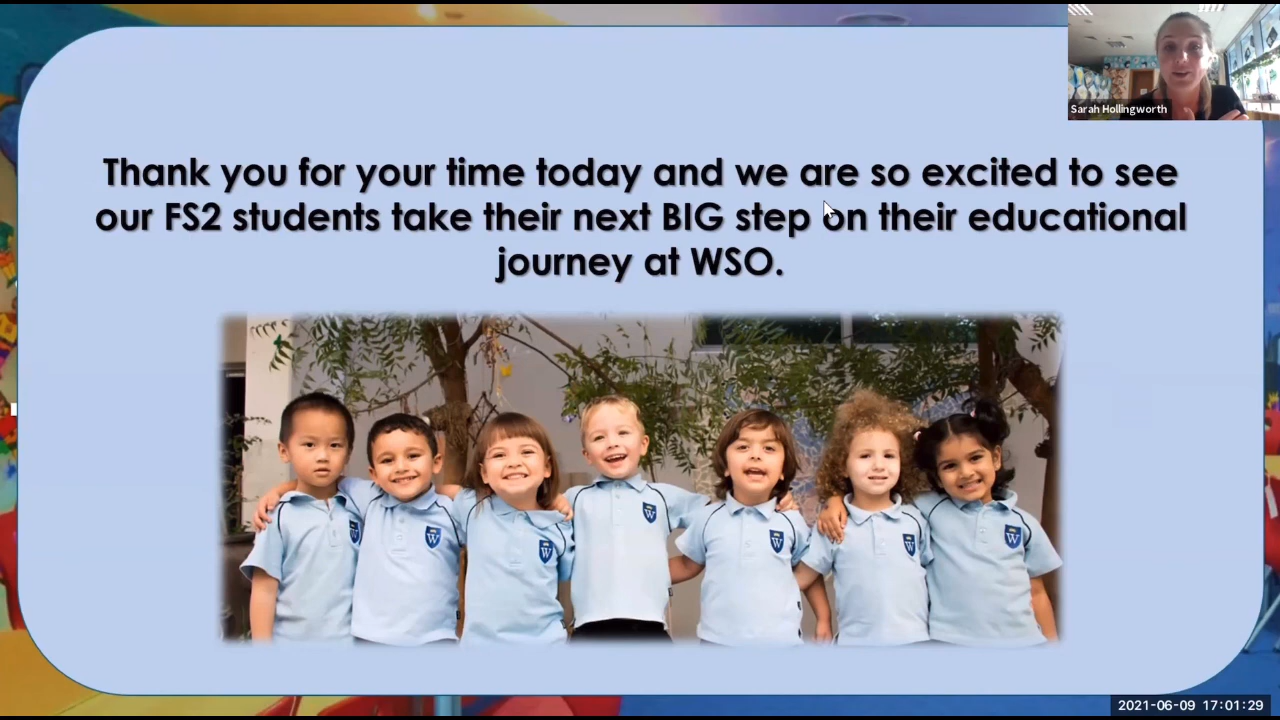 Sarah Hollingworth
Thank you for your time today and we are so excited to see
our FS2 students take their next BIG step on their educational
journey at WSO.
W
W
W
W
W
W
W
2021-06-09 17:01:29